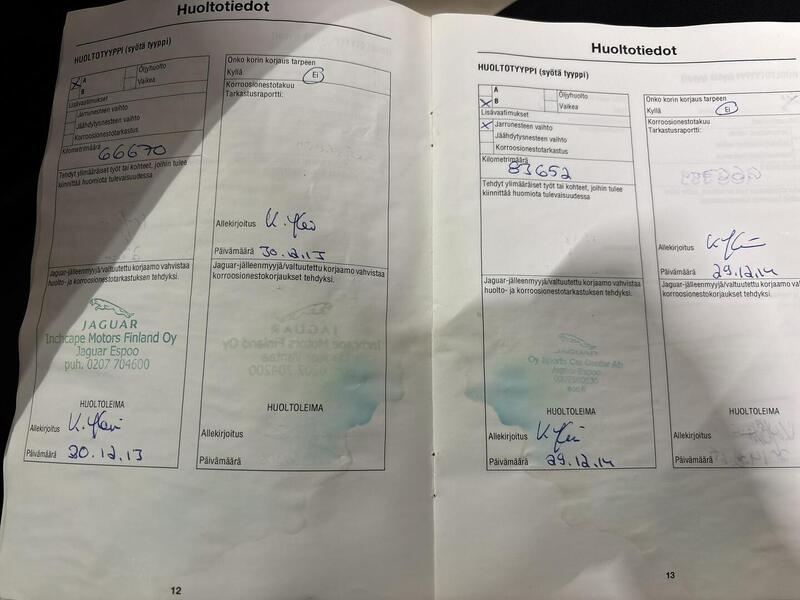 Huoltotiedot
HUOLTOTYYPPI (syötä tyyppi)
A
B
Öljyhuolto
Vaikea
Lisävaatimukset
Jarrunesteen vaihto
Jäähdytysnesteen vaihto
Korroosionestotarkastus
Kilometrimäärä 66670
Tehdyt ylimääräiset työt tai kohteet, joihin tulee
kiinnittää huomiota tulevaisuudessa
Jaguar-jälleenmyyjä/valtuutettu korjaamo vahvistaa
huolto- ja korroosionestotarkastuksen tehdyksi.
JAGUAR
Inchcape Motors Finland Oy
Jaguar Espoo
puh. 0207 704600
HUOLTOLEIMA
Allekirjoitus
Päivämäärä 30.12.13
Onko korin korjaus tarpeen
Kyllä Ei
Korroosionestotakuu
Tarkastusraportti:
Allekirjoitus
Päivämäärä 30.12.13
Jaguar-jälleenmyyjä/valtuutettu korjaamo vahvistaa
korroosionestokorjaukset tehdyksi.
HUOLTOLEIMA
Allekirjoitus
Päivämäärä
12
Huoltotiedot
HUOLTOTYYPPI (syötä tyyppi)
A
B
Öljyhuolto
Vaikea
Lisävaatimukset
Jarrunesteen vaihto
Jäähdytysnesteen vaihto
Korroosionestotarkastus
Kilometrimäärä 83652
Tehdyt ylimääräiset työt tai kohteet, joihin tulee
kiinnittää huomiota tulevaisuudessa
Jaguar-jälleenmyyjä/valtuutettu korjaamo vahvistaa
huolto- ja korroosionestotarkastuksen tehdyksi.
Oy Sports Car Center Ab
Jaguar Espoo
HUOLTOLEIMA
Allekirjoitus
Päivämäärä 29.12.14
Onko korin korjaus tarpeen
Kyllä Ei
Korroosionestotakuu
Tarkastusraportti:
Allekirjoitus
Päivämäärä 29.12.14
Jaguar-jälleenmyyjä/valtuutettu
korroosionestokorjaukset tehdyksi.
HUOLTOLEIMA
Allekirjoitus
Päivämäärä
13